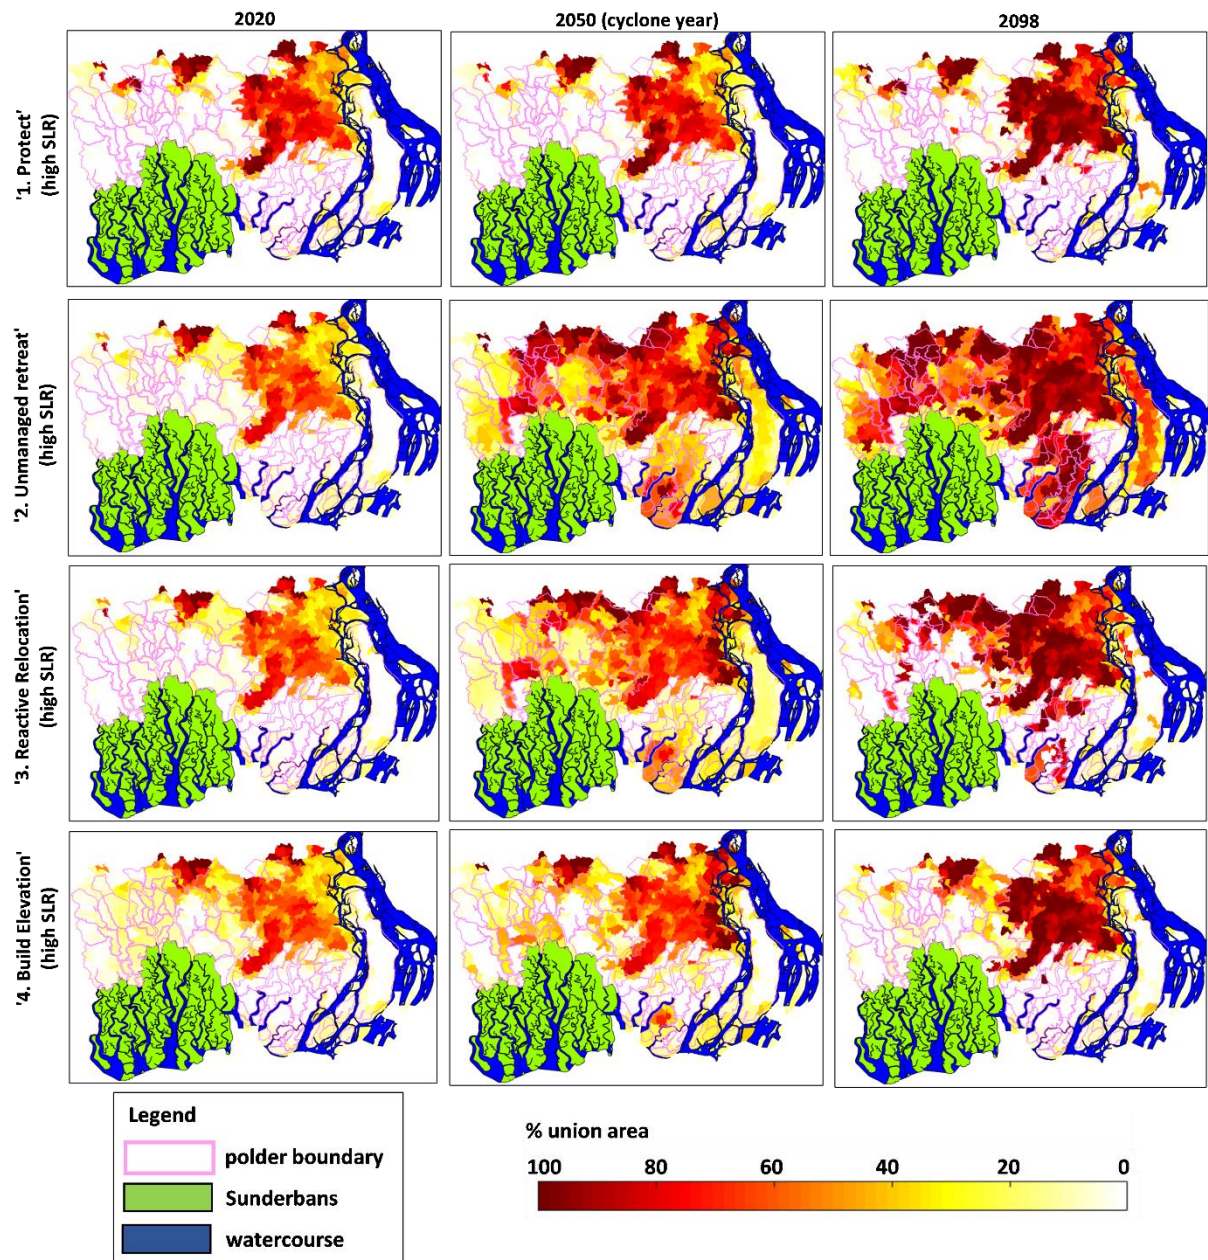 2020
2050 (cyclone year)
2098
'1. Protect'
(high SLR)
'2. Unmanaged retreat'
(high SLR)
'3. Reactive Relocation'
(high SLR)
'4. Build Elevation'
(high SLR)
Legend
polder boundary
Sunderbans
watercourse
% union area
100 80 60 40 20 0